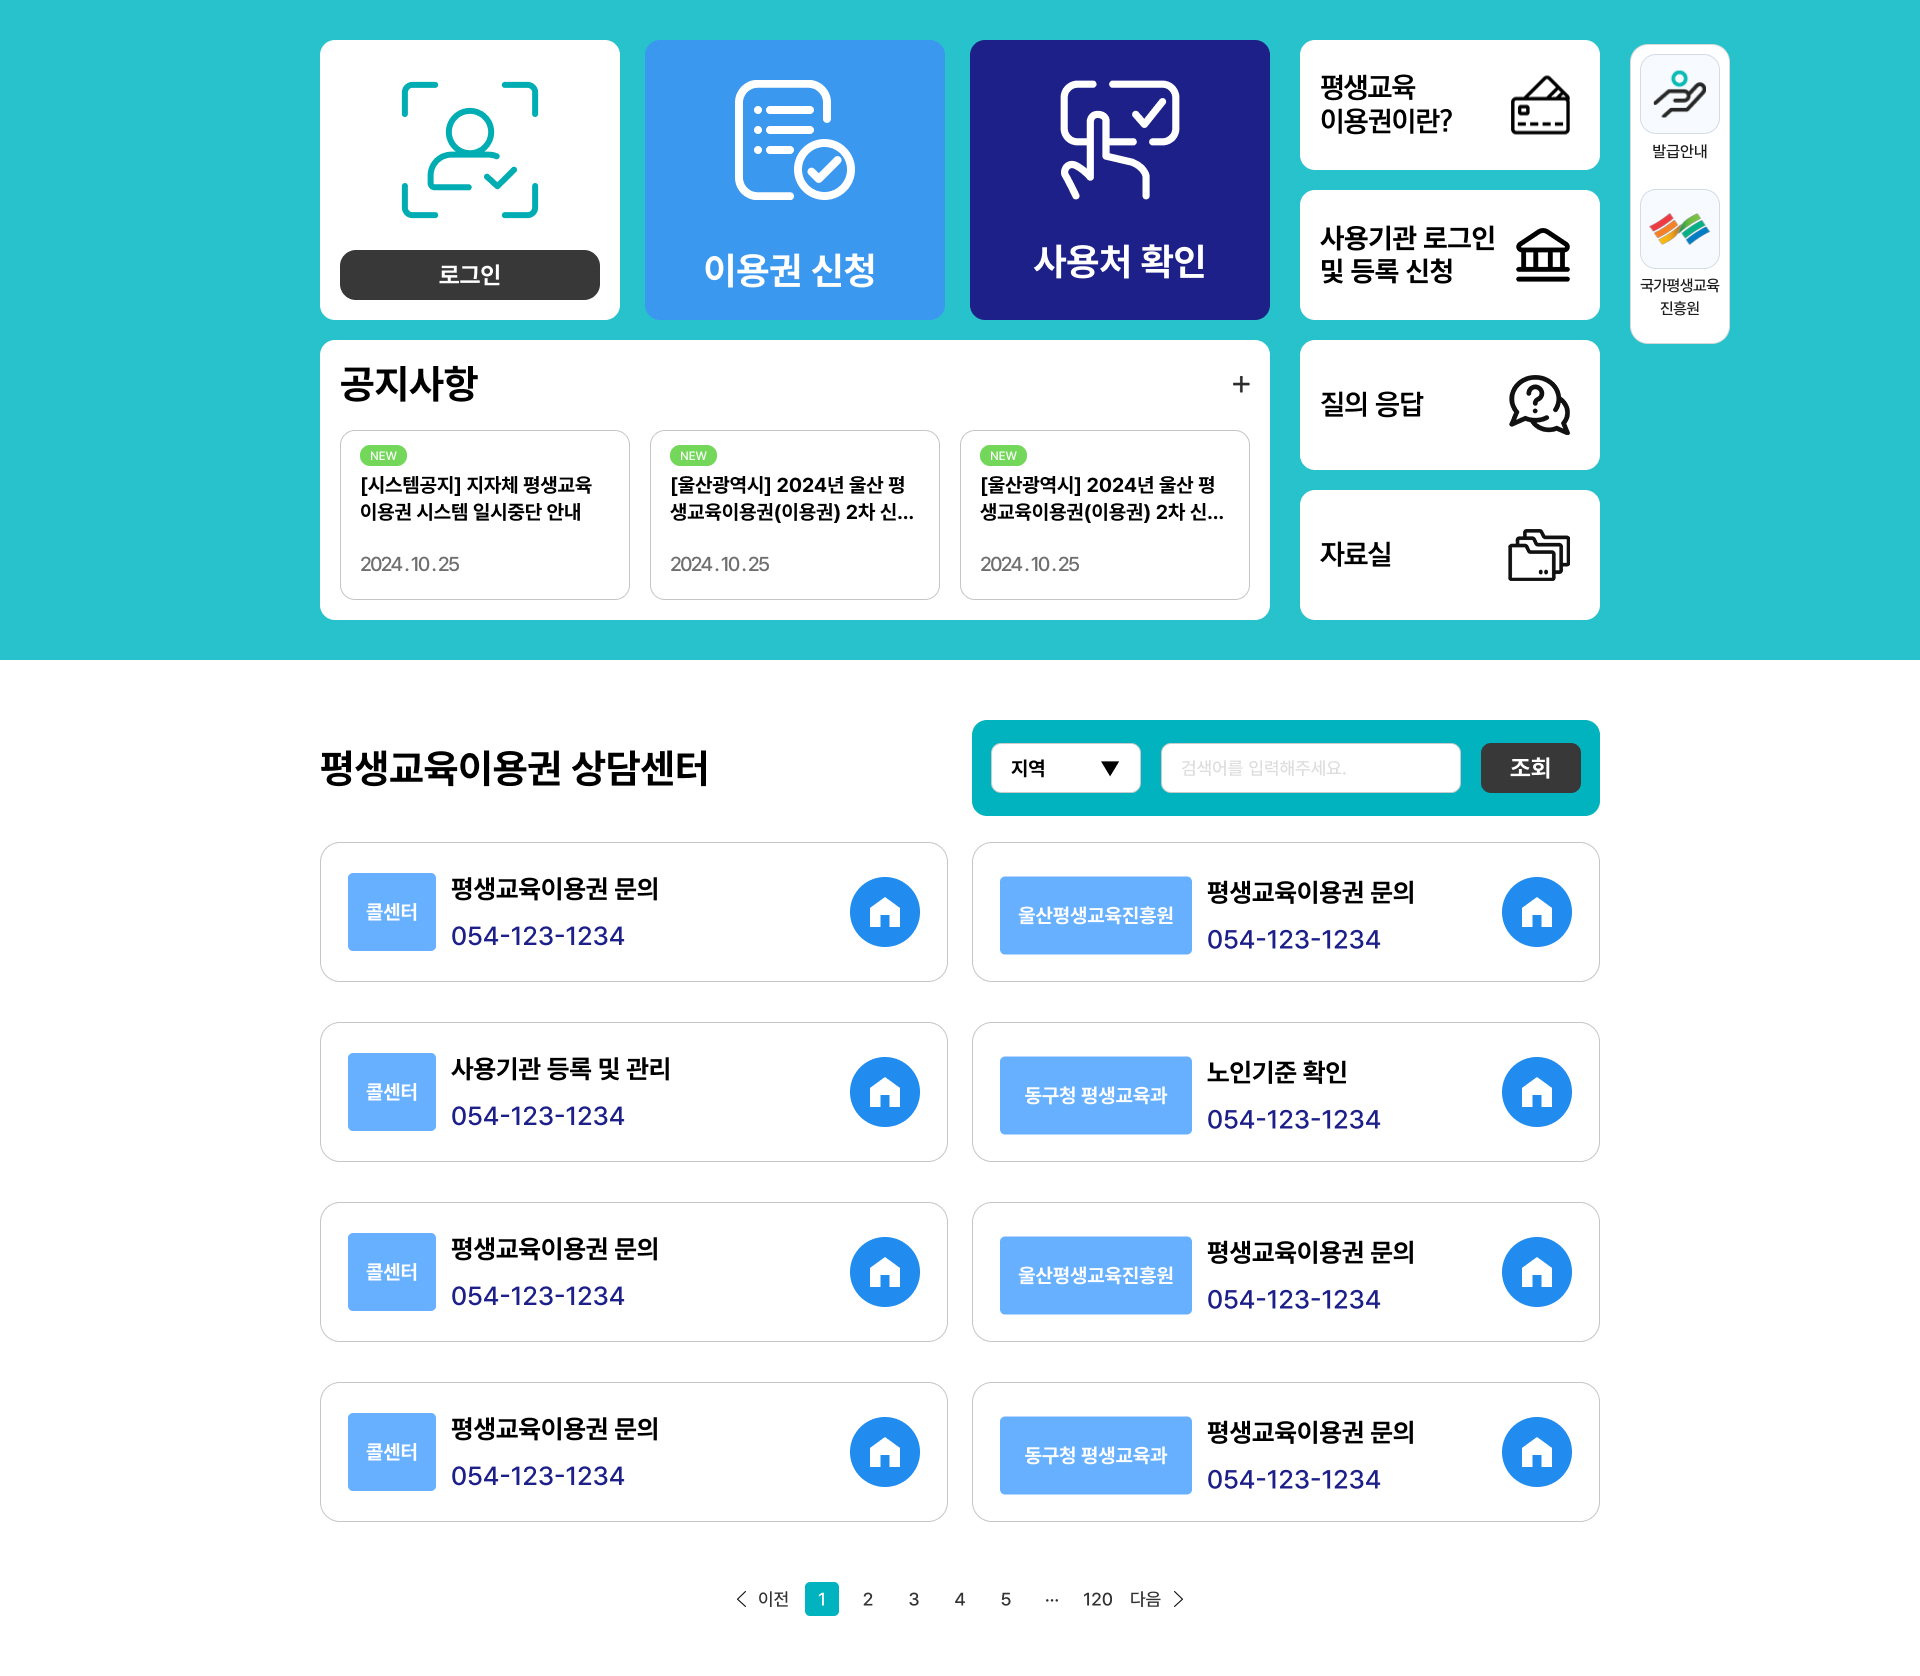 로그인
이용권 신청
사용처 확인
평생교육
이용권이란?
사용기관 로그인
및 등록 신청
질의 응답
자료실
발급안내
국가평생교육
진흥원
공지사항
+
NEW
[시스템공지] 지자체 평생교육
이용권 시스템 일시중단 안내
2024.10.25
NEW
[울산광역시] 2024년 울산 평
생교육이용권(이용권) 2차 신...
2024.10.25
NEW
[울산광역시] 2024년 울산 평
생교육이용권(이용권) 2차 신...
2024.10.25
평생교육이용권 상담센터
지역 ▼
검색어를 입력해주세요.
조회
콜센터
평생교육이용권 문의
054-123-1234
울산평생교육진흥원
평생교육이용권 문의
054-123-1234
콜센터
사용기관 등록 및 관리
054-123-1234
동구청 평생교육과
노인기준 확인
054-123-1234
콜센터
평생교육이용권 문의
054-123-1234
울산평생교육진흥원
평생교육이용권 문의
054-123-1234
콜센터
평생교육이용권 문의
054-123-1234
동구청 평생교육과
평생교육이용권 문의
054-123-1234
이전 1 2 3 4 5 ··· 120 다음